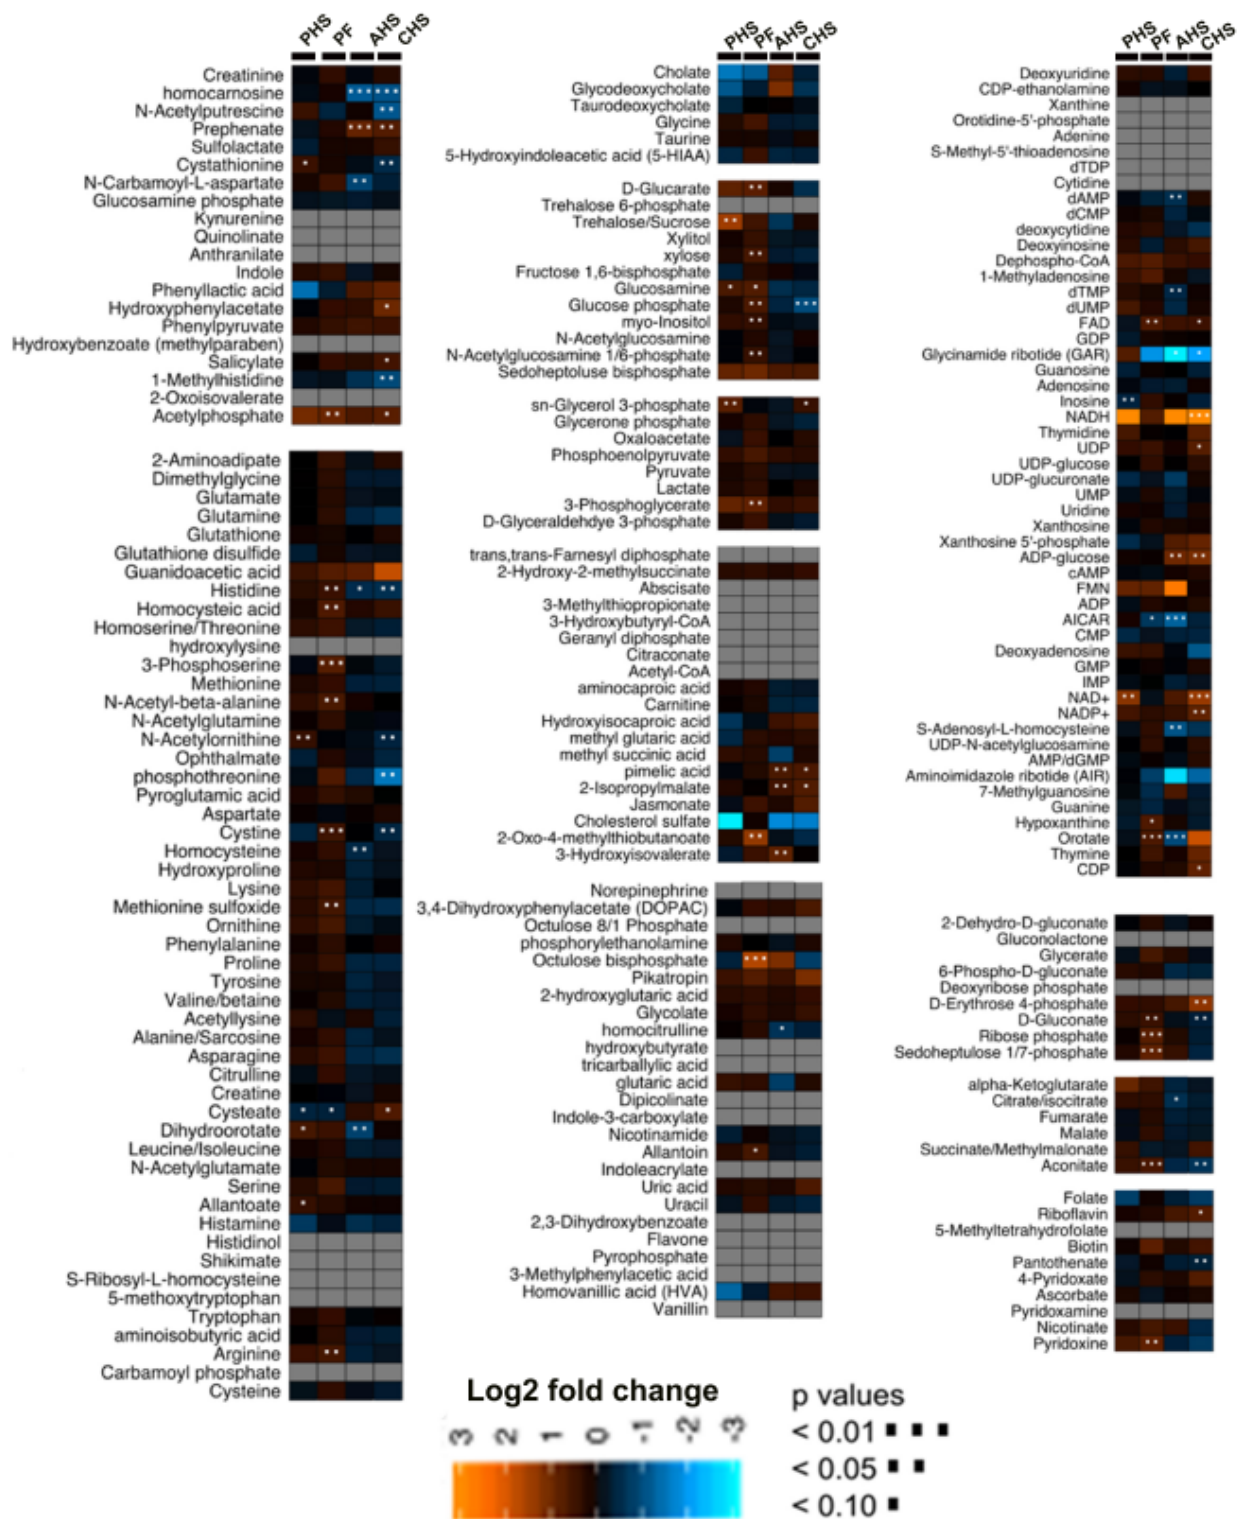 PHS PF AHS CHS
Creatinine
homocarnosine
N-Acetylputrescine
Prephenate
Sulfolactate
Cystathionine
N-Carbamoyl-L-aspartate
Glucosamine phosphate
Kynurenine
Quinolinate
Anthranilate
Indole
Phenyllactic acid
Hydroxyphenylacetate
Phenylpyruvate
Hydroxybenzoate (methylparaben)
Salicylate
1-Methylhistidine
2-Oxoisovalerate
Acetylphosphate
2-Aminoadipate
Dimethylglycine
Glutamate
Glutamine
Glutathione
Glutathione disulfide
Guanidoacetic acid
Histidine
Homocysteic acid
Homoserine/Threonine
hydroxylysine
3-Phosphoserine
Methionine
N-Acetyl-beta-alanine
N-Acetylglutamine
N-Acetylornithine
Ophthalmate
phosphothreonine
Pyroglutamic acid
Aspartate
Cystine
Homocysteine
Hydroxyproline
Lysine
Methionine sulfoxide
Ornithine
Phenylalanine
Proline
Tyrosine
Valine/betaine
Acetyllysine
Alanine/Sarcosine
Asparagine
Citrulline
Creatine
Cysteate
Dihydroorotate
Leucine/Isoleucine
N-Acetylglutamate
Serine
Allantoate
Histamine
Histidinol
Shikimate
S-Ribosyl-L-homocysteine
5-methoxytryptophan
Tryptophan
aminoisobutyric acid
Arginine
Carbamoyl phosphate
Cysteine
PHS PF AHS CHS
Cholate
Glycodeoxycholate
Taurodeoxycholate
Glycine
Taurine
5-Hydroxyindoleacetic acid (5-HIAA)
D-Glucarate
Trehalose 6-phosphate
Trehalose/Sucrose
Xylitol
xylose
Fructose 1,6-bisphosphate
Glucosamine
Glucose phosphate
myo-Inositol
N-Acetylglucosamine
N-Acetylglucosamine 1/6-phosphate
Sedoheptoluse bisphosphate
sn-Glycerol 3-phosphate
Glycerone phosphate
Oxaloacetate
Phosphoenolpyruvate
Pyruvate
Lactate
3-Phosphoglycerate
D-Glyceraldehdye 3-phosphate
trans,trans-Farnesyl diphosphate
2-Hydroxy-2-methylsuccinate
Abscisate
3-Methylthiopropionate
3-Hydroxybutyryl-CoA
Geranyl diphosphate
Citraconate
Acetyl-CoA
aminocaproic acid
Carnitine
Hydroxyisocaproic acid
methyl glutaric acid
methyl succinic acid
pimelic acid
2-Isopropylmalate
Jasmonate
Cholesterol sulfate
2-Oxo-4-methylthiobutanoate
3-Hydroxyisovalerate
Norepinephrine
3,4-Dihydroxyphenylacetate (DOPAC)
Octulose 8/1 Phosphate
phosphorylethanolamine
Octulose bisphosphate
Pikatropin
2-hydroxyglutaric acid
Glycolate
homocitrulline
hydroxybutyrate
tricarballylic acid
glutaric acid
Dipicolinate
Indole-3-carboxylate
Nicotinamide
Allantoin
Indoleacrylate
Uric acid
Uracil
2,3-Dihydroxybenzoate
Flavone
Pyrophosphate
3-Methylphenylacetic acid
Homovanillic acid (HVA)
Vanillin
PHS PF AHS CHS
Deoxyuridine
CDP-ethanolamine
Xanthine
Orotidine-5'-phosphate
Adenine
S-Methyl-5'-thioadenosine
dTDP
Cytidine
dAMP
dCMP
deoxycytidine
Deoxyinosine
Dephospho-CoA
1-Methyladenosine
dTMP
dUMP
FAD
GDP
Glycinamide ribotide (GAR)
Guanosine
Adenosine
Inosine
NADH
Thymidine
UDP
UDP-glucose
UDP-glucuronate
UMP
Uridine
Xanthosine
Xanthosine 5'-phosphate
ADP-glucose
cAMP
FMN
ADP
AICAR
CMP
Deoxyadenosine
GMP
IMP
NAD+
NADP+
S-Adenosyl-L-homocysteine
UDP-N-acetylglucosamine
AMP/dGMP
Aminoimidazole ribotide (AIR)
7-Methylguanosine
Guanine
Hypoxanthine
Orotate
Thymine
CDP
2-Dehydro-D-gluconate
Gluconolactone
Glycerate
6-Phospho-D-gluconate
Deoxyribose phosphate
D-Erythrose 4-phosphate
D-Gluconate
Ribose phosphate
Sedoheptulose 1/7-phosphate
alpha-Ketoglutarate
Citrate/isocitrate
Fumarate
Malate
Succinate/Methylmalonate
Aconitate
Folate
Riboflavin
5-Methyltetrahydrofolate
Biotin
Pantothenate
4-Pyridoxate
Ascorbate
Pyridoxamine
Nicotinate
Pyridoxine
Log2 fold change
3 2 1 0 -1 -2 -3
p values
< 0.01
< 0.05
< 0.10